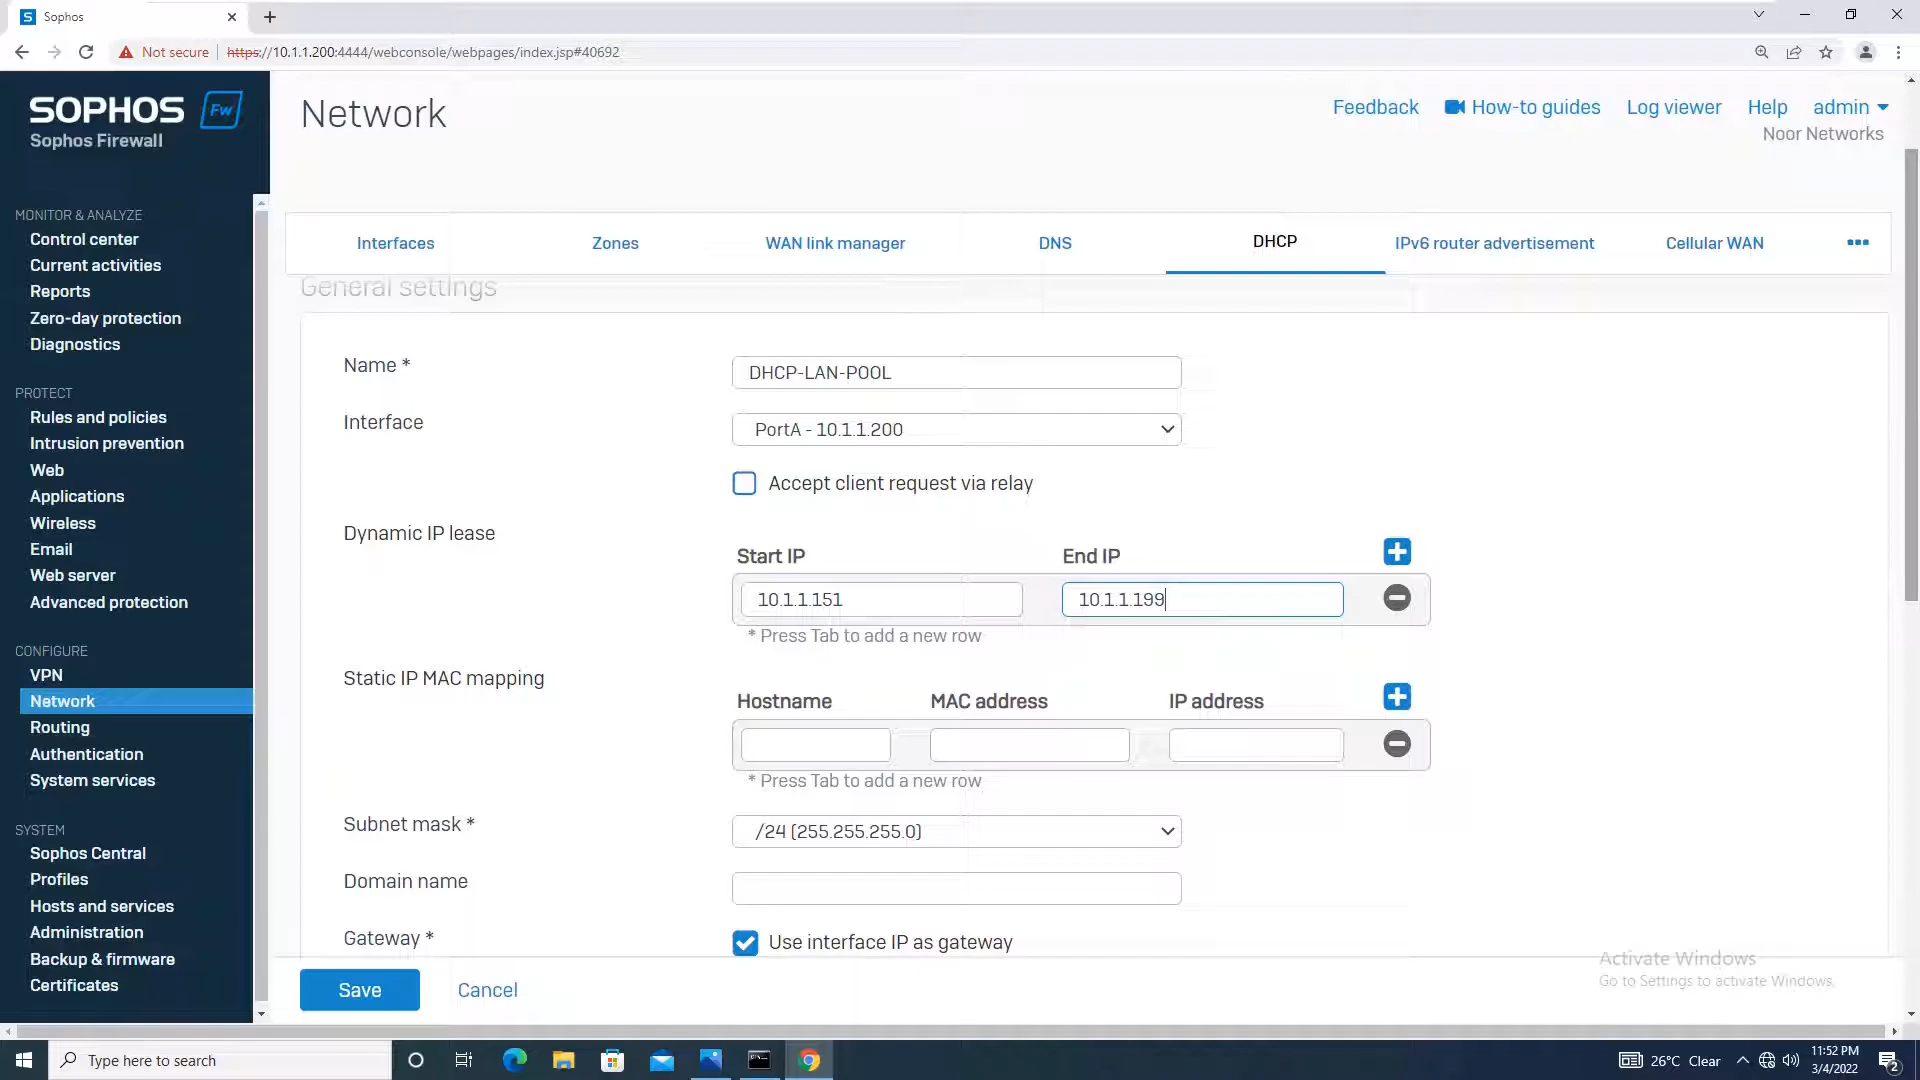 Sophos
Not secure
https://10.1.1.200:4444/webconsole/webpages/index.jsp#40692
SOPHOS
Fw
Sophos Firewall
Network
Feedback
How-to guides
Log viewer
Help
admin
Noor Networks
Interfaces
Zones
WAN link manager
DNS
DHCP
IPv6 router advertisement
Cellular WAN
MONITOR & ANALYZE
Control center
Current activities
Reports
Zero-day protection
Diagnostics
PROTECT
Rules and policies
Intrusion prevention
Web
Applications
Wireless
Email
Web server
Advanced protection
CONFIGURE
VPN
Network
Routing
Authentication
System services
SYSTEM
Sophos Central
Profiles
Hosts and services
Administration
Backup & firmware
Certificates
General settings
Name *
DHCP-LAN-POOL
Interface
PortA - 10.1.1.200
Accept client request via relay
Dynamic IP lease
Start IP
End IP
10.1.1.151
10.1.1.199
* Press Tab to add a new row
Static IP MAC mapping
Hostname
MAC address
IP address
* Press Tab to add a new row
Subnet mask *
/24 (255.255.255.0)
Domain name
Gateway *
Use interface IP as gateway
Save
Cancel
Activate Windows
Go to Settings to activate Windows.
Type here to search
26°C Clear
11:52 PM
3/4/2022
2